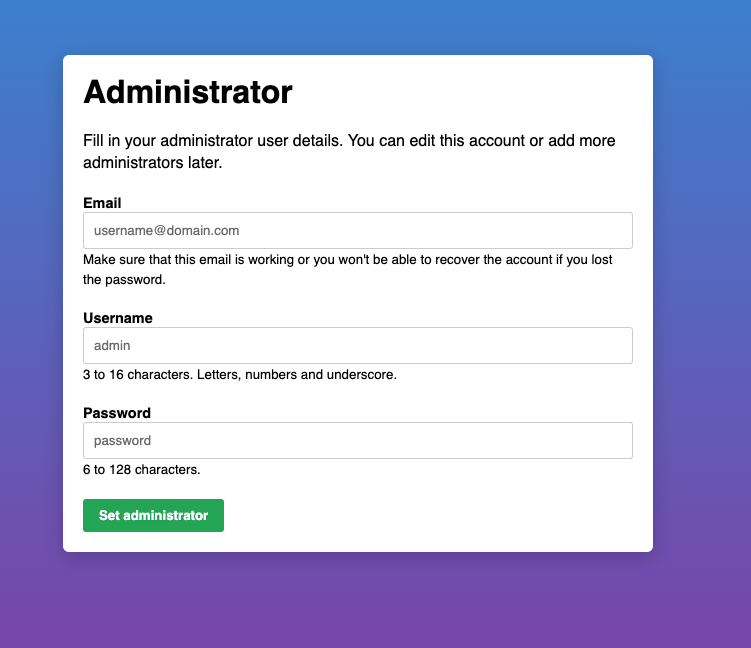 Administrator
Fill in your administrator user details. You can edit this account or add more
administrators later.
Email
username@domain.com
Make sure that this email is working or you won't be able to recover the account if you lost
the password.
Username
admin
3 to 16 characters. Letters, numbers and underscore.
Password
password
6 to 128 characters.
Set administrator